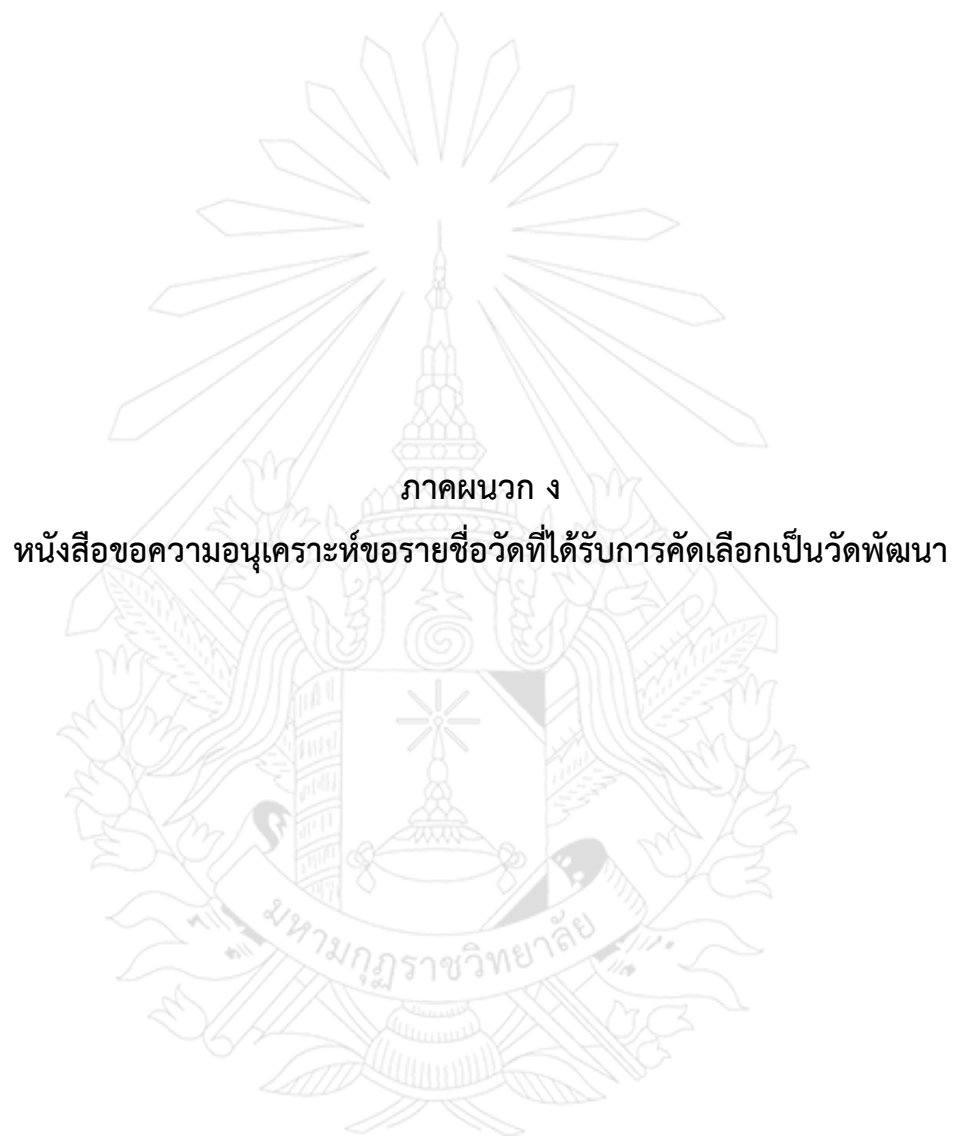 ภาคผนวก ง
หนังสือขอความอนุเคราะห์ขอรายชื่อวัดที่ได้รับการคัดเลือกเป็นวัดพัฒนา
มหามกุฏราชวิทยาลัย